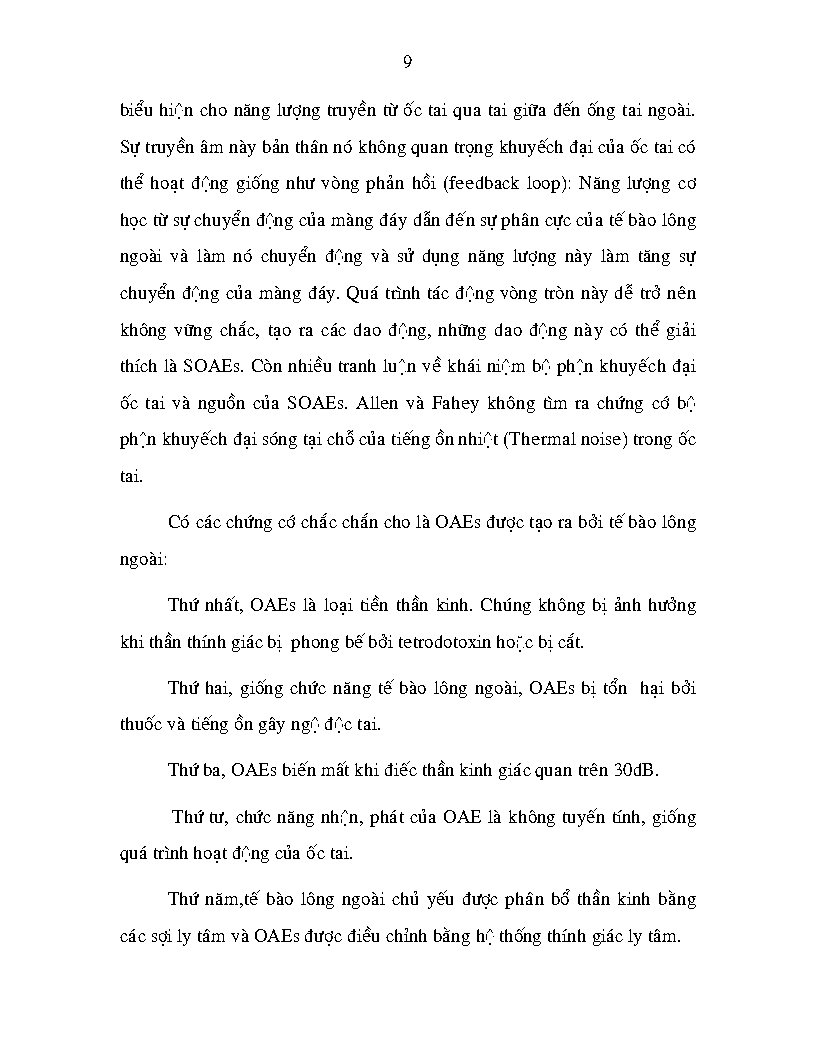 9
biểu hiện cho năng lượng truyền từ ốc tai qua tai giữa đến ống tai ngoài.
Sự truyền âm này bản thân nó không quan trọng khuyếch đại của ốc tai có
thể hoạt động giống như vòng phản hồi (feedback loop): Năng lượng cơ
học từ sự chuyển động của màng đáy dẫn đến sự phân cực của tế bào lông
ngoài và làm nó chuyển động và sử dụng năng lượng này làm tăng sự
chuyển động của màng đáy. Quá trình tác động vòng tròn này dễ trở nên
không vững chắc, tạo ra các dao động, những dao động này có thể giải
thích là SOAEs. Còn nhiều tranh luận về khái niệm bộ phận khuyếch đại
ốc tai và nguồn của SOAEs. Allen và Fahey không tìm ra chứng cớ bộ
phận khuyếch đại sóng tại chỗ của tiếng ồn nhiệt (Thermal noise) trong ốc
tai.
Có các chứng cớ chắc chắn cho là OAEs được tạo ra bởi tế bào lông
ngoài:
Thứ nhất, OAEs là loại tiền thần kinh. Chúng không bị ảnh hưởng
khi thần thính giác bị phong bế bởi tetrodotoxin hoặc bị cắt.
Thứ hai, giống chức năng tế bào lông ngoài, OAEs bị tổn hại bởi
thuốc và tiếng ồn gây ngộ độc tai.
Thứ ba, OAEs biến mất khi điếc thần kinh giác quan trên 30dB.
Thứ tư, chức năng nhận, phát của OAE là không tuyến tính, giống
quá trình hoạt động của ốc tai.
Thứ năm,tế bào lông ngoài chủ yếu được phân bổ thần kinh bằng
các sợi ly tâm và OAEs được điều chỉnh bằng hệ thống thính giác ly tâm.